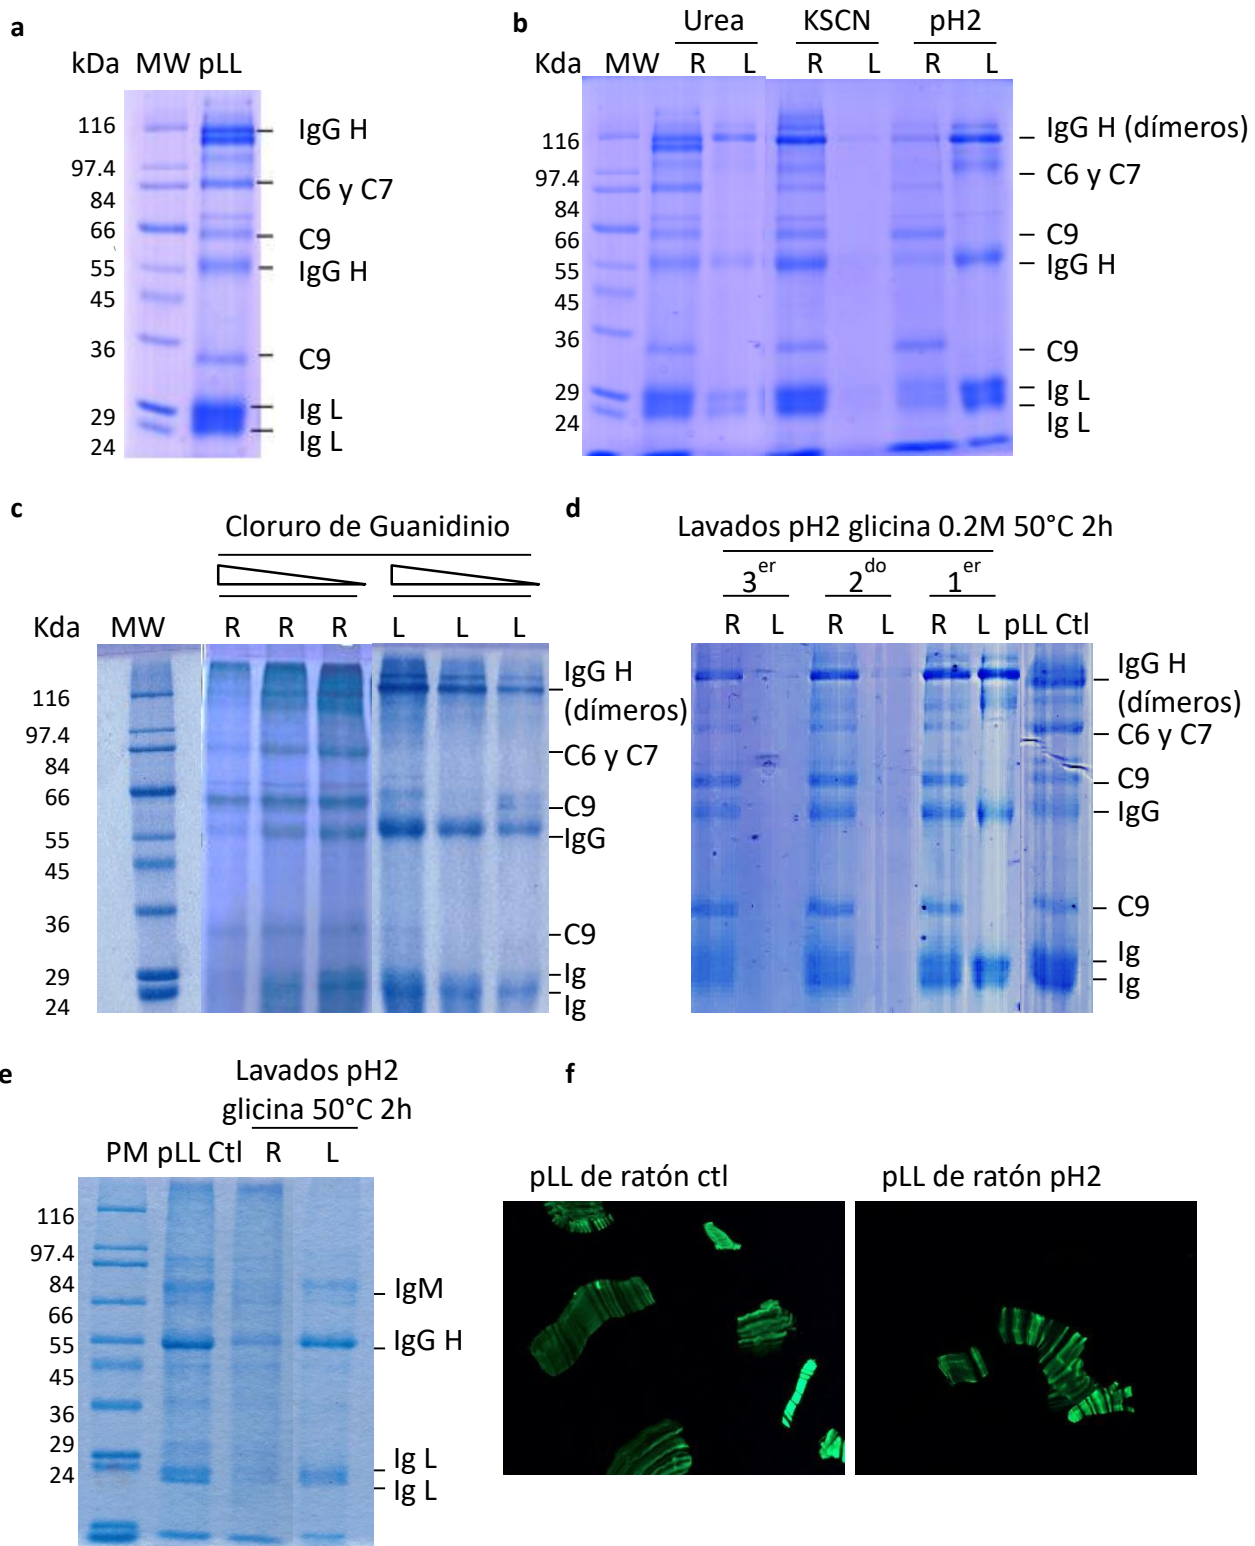 a
kDa MW pLL
116
97.4
84
66
55
45
36
29
24
IgG H
C6 y C7
C9
IgG H
C9
Ig L
Ig L
b
Urea KSCN pH2
Kda MW R L R L R L
116
97.4
84
66
55
45
36
29
24
IgG H (dímeros)
C6 y C7
C9
IgG H
C9
Ig L
Ig L
c
Cloruro de Guanidinio
Kda MW R R R L L L
116
97.4
84
66
55
45
36
29
24
IgG H
(dímeros)
C6 y C7
C9
IgG
C9
Ig
Ig
d
Lavados pH2 glicina 0.2M 50°C 2h
3er 2do 1er
R L R L R L pLL Ctl
IgG H
(dímeros)
C6 y C7
C9
IgG
C9
Ig
Ig
e
Lavados pH2
glicina 50°C 2h
PM pLL Ctl R L
116
97.4
84
66
55
45
36
29
24
IgM
IgG H
Ig L
Ig L
f
pLL de ratón ctl
pLL de ratón pH2